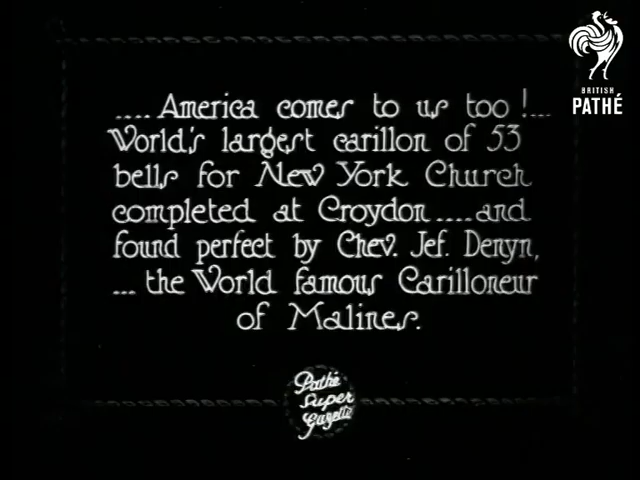 BRITISH
PATHÉ
.... America comes to us too !...
World's largest carillon of 53
bells for New York Church
completed at Croydon .... and
found perfect by Chev. Jef. Denyn,
... the World famous Carilloneur
of Malines.
Pathé
Super
Gazette